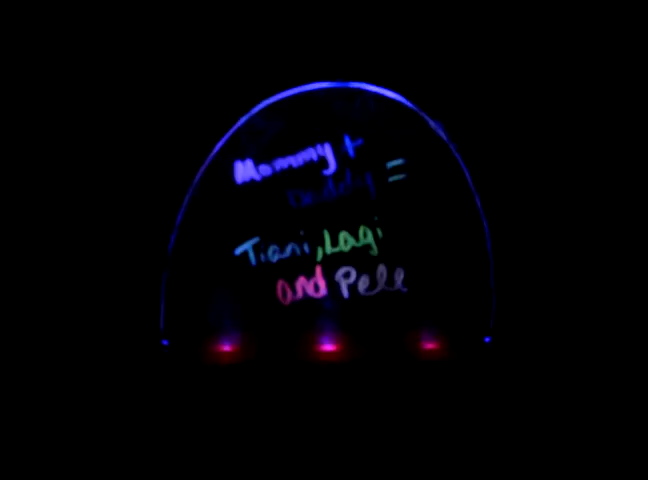 Mommy +
Daddy =
Tiani, Lagi
and Pele